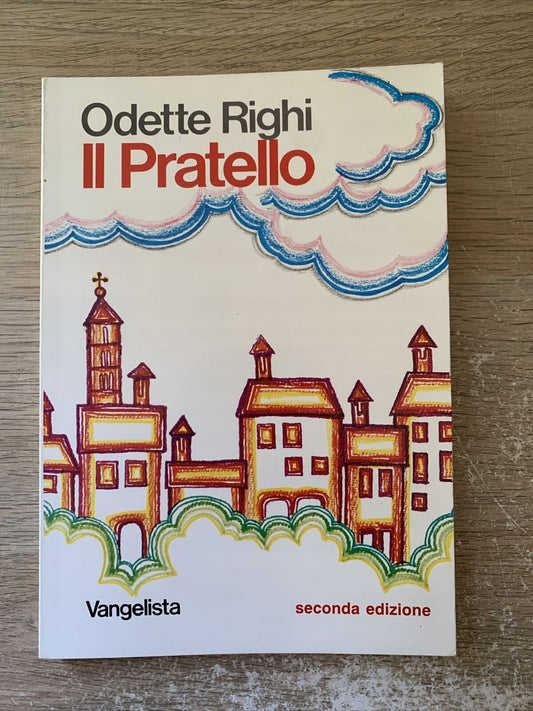 Odette Righi
Il Pratello
Vangelista
seconda edizione